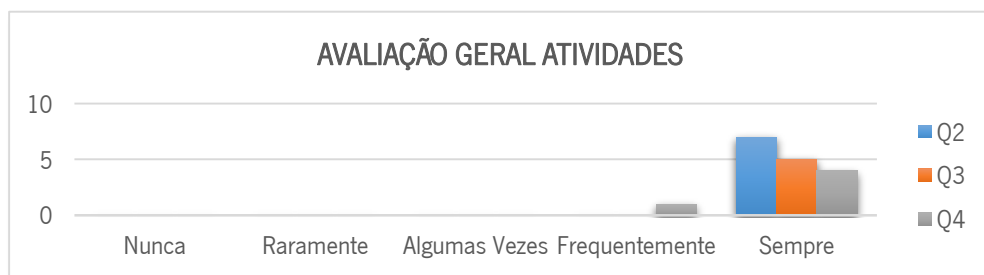 AVALIAÇÃO GERAL ATIVIDADES
10
5
0
Nunca Raramente Algumas Vezes Frequentemente Sempre
Q2
Q3
Q4